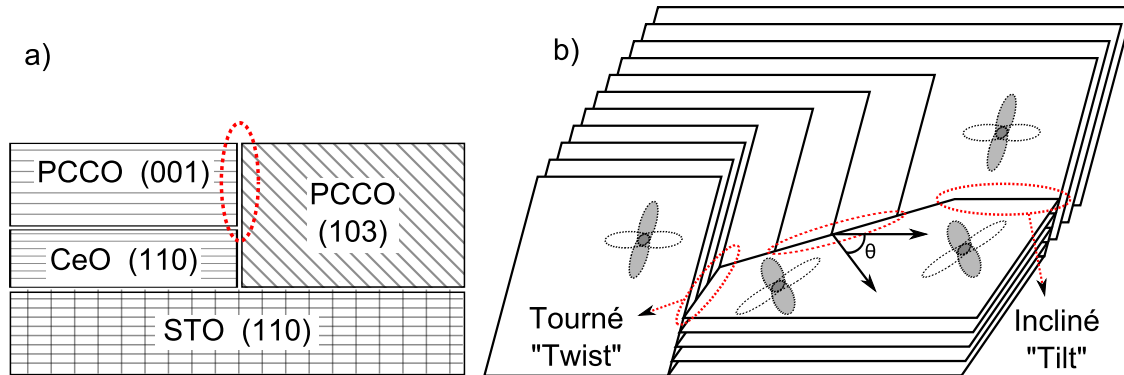 a)
PCCO (001)
PCCO
(103)
CeO (110)
STO (110)
b)
θ
Tourné
"Twist"
Incliné
"Tilt"